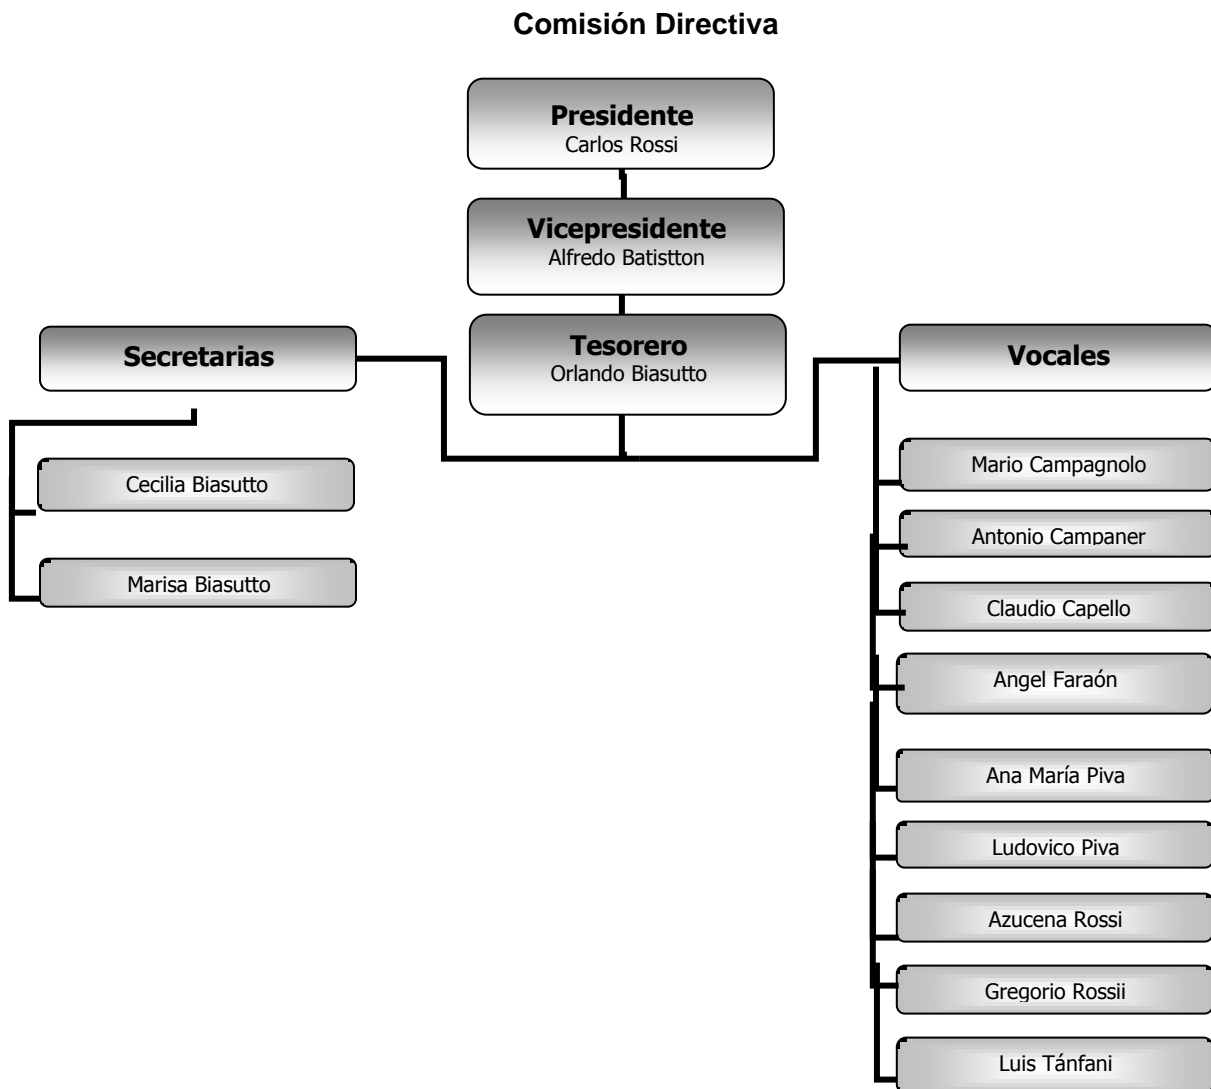 Comisión Directiva
Presidente
Carlos Rossi
Vicepresidente
Alfredo Batistton
Tesorero
Orlando Biasutto
Secretarias
Cecilia Biasutto
Marisa Biasutto
Vocales
Mario Campagnolo
Antonio Campaner
Claudio Capello
Angel Faraón
Ana María Piva
Ludovico Piva
Azucena Rossi
Gregorio Rossii
Luis Tánfani